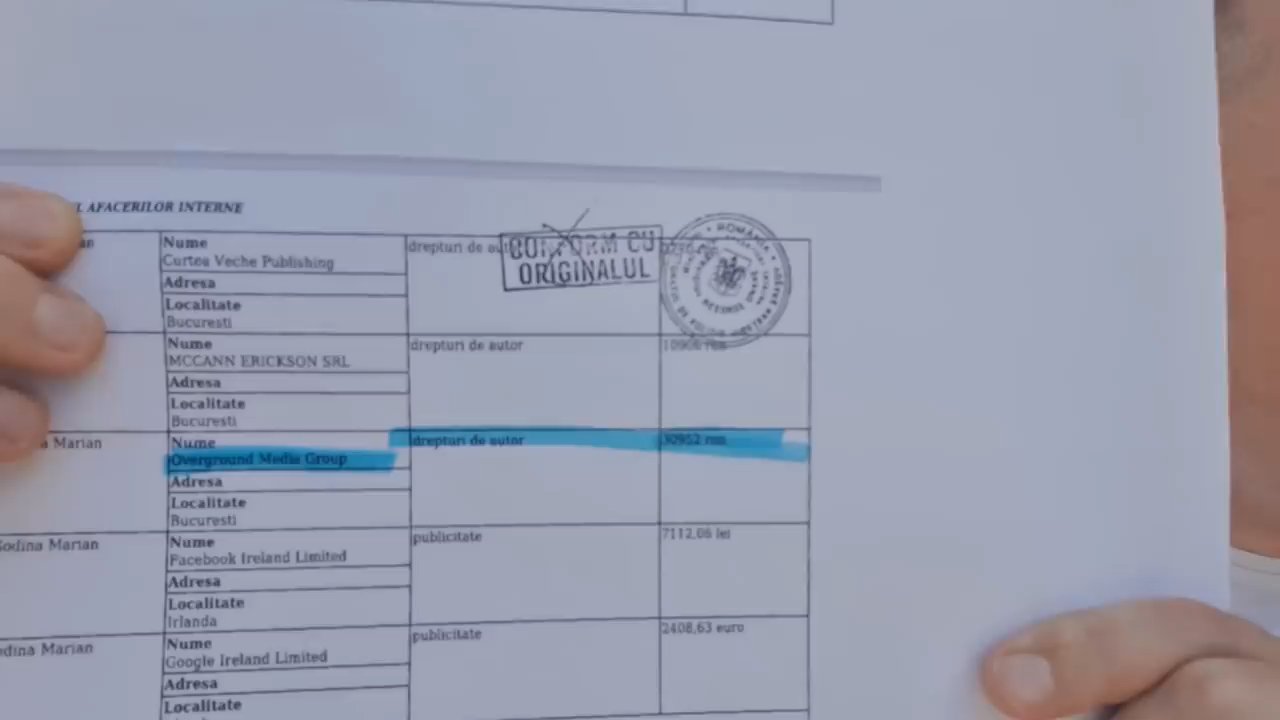 AFACERILOR INTERNE
Nume
Curtea Veche Publishing
Adresa
Localitate
Bucuresti
drepturi de
CONFORM CU
ORIGINALUL
ROMÂNIA
Nume
MCCANN ERICKSON SRL
Adresa
Localitate
Bucuresti
drepturi de autor
Marian
Nume
Overground Media Group
Adresa
Localitate
Bucuresti
drepturi de autor
30952 ron
Marian
Nume
Facebook Ireland Limited
Adresa
Localitate
Irlanda
publicitate
7112,06 lei
Marian
Nume
Google Ireland Limited
Adresa
Localitate
publicitate
2408,63 euro